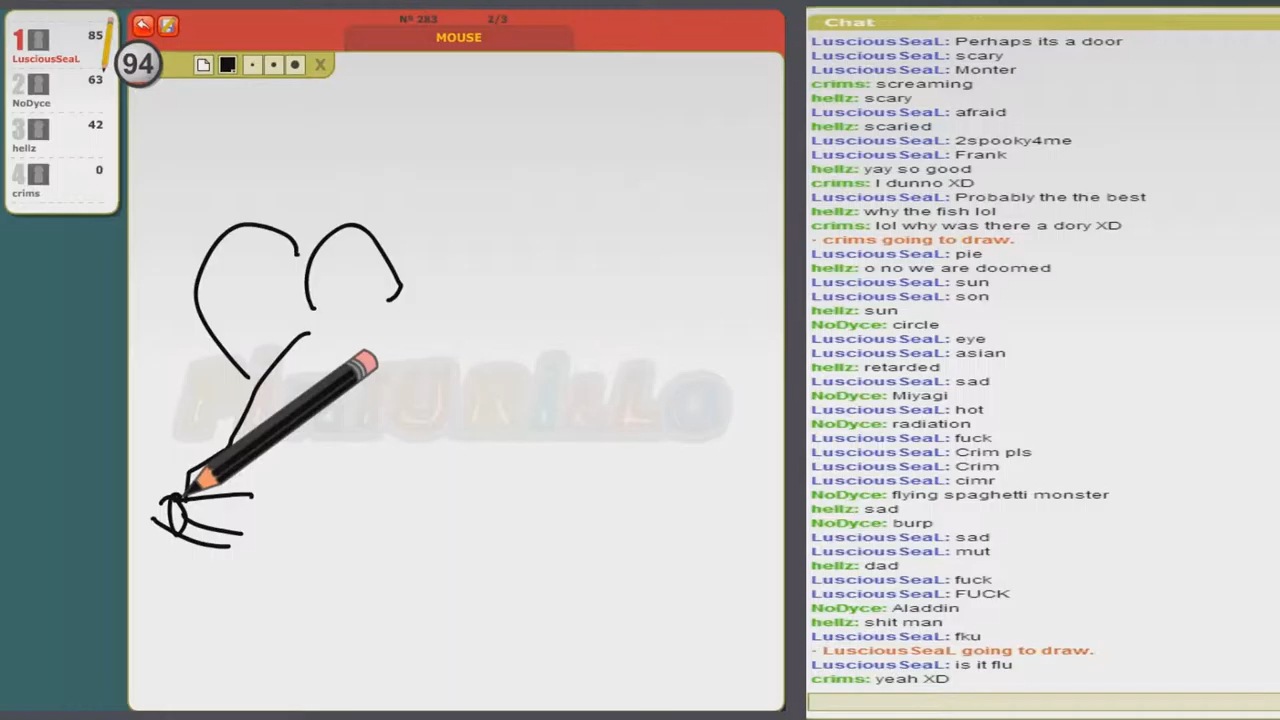 1 85
LusciousSeaL
2 63
NoDyce
3 42
hellz
4 0
crims
94
Nº 283 2/3
MOUSE
X
Chat
LusciousSeaL: Perhaps its a door
LusciousSeaL: scary
LusciousSeaL: Monter
crims: screaming
hellz: scary
LusciousSeaL: afraid
hellz: scaried
LusciousSeaL: 2spooky4me
LusciousSeaL: Frank
hellz: yay so good
crims: I dunno XD
LusciousSeaL: Probably the the best
hellz: why the fish lol
crims: lol why was there a dory XD
· crims going to draw.
LusciousSeaL: pie
hellz: o no we are doomed
LusciousSeaL: sun
LusciousSeaL: son
hellz: sun
NoDyce: circle
LusciousSeaL: eye
LusciousSeaL: asian
hellz: retarded
LusciousSeaL: sad
NoDyce: Miyagi
LusciousSeaL: hot
NoDyce: radiation
LusciousSeaL: fuck
LusciousSeaL: Crim pls
LusciousSeaL: Crim
LusciousSeaL: cimr
NoDyce: flying spaghetti monster
hellz: sad
NoDyce: burp
LusciousSeaL: sad
LusciousSeaL: mut
hellz: dad
LusciousSeaL: fuck
LusciousSeaL: FUCK
NoDyce: Aladdin
hellz: shit man
LusciousSeaL: fku
· LusciousSeaL going to draw.
LusciousSeaL: is it flu
crims: yeah XD